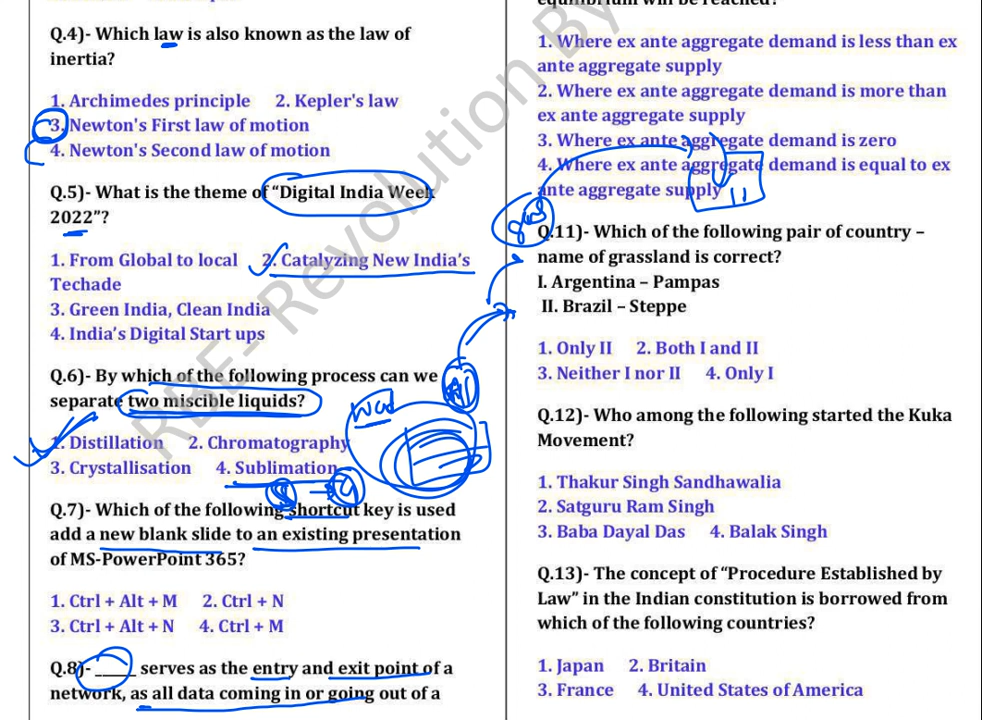 Q.4)- Which law is also known as the law of
inertia?
1. Archimedes principle 2. Kepler's law
3. Newton's First law of motion
4. Newton's Second law of motion
Q.5)- What is the theme of “Digital India Week
2022”?
1. From Global to local 2. Catalyzing New India’s
Techade
3. Green India, Clean India
4. India’s Digital Start ups
Q.6)- By which of the following process can we
separate two miscible liquids?
1. Distillation 2. Chromatography
3. Crystallisation 4. Sublimation
Q.7)- Which of the following shortcut key is used
add a new blank slide to an existing presentation
of MS-PowerPoint 365?
1. Ctrl + Alt + M 2. Ctrl + N
3. Ctrl + Alt + N 4. Ctrl + M
Q.8)- ____ serves as the entry and exit point of a
network, as all data coming in or going out of a
equilibrium will be reached?
1. Where ex ante aggregate demand is less than ex
ante aggregate supply
2. Where ex ante aggregate demand is more than
ex ante aggregate supply
3. Where ex ante aggregate demand is zero
4. Where ex ante aggregate demand is equal to ex
ante aggregate supply
Q.11)- Which of the following pair of country –
name of grassland is correct?
I. Argentina – Pampas
II. Brazil – Steppe
1. Only II 2. Both I and II
3. Neither I nor II 4. Only I
Q.12)- Who among the following started the Kuka
Movement?
1. Thakur Singh Sandhawalia
2. Satguru Ram Singh
3. Baba Dayal Das 4. Balak Singh
Q.13)- The concept of “Procedure Established by
Law” in the Indian constitution is borrowed from
which of the following countries?
1. Japan 2. Britain
3. France 4. United States of America
RBE- Revolution By